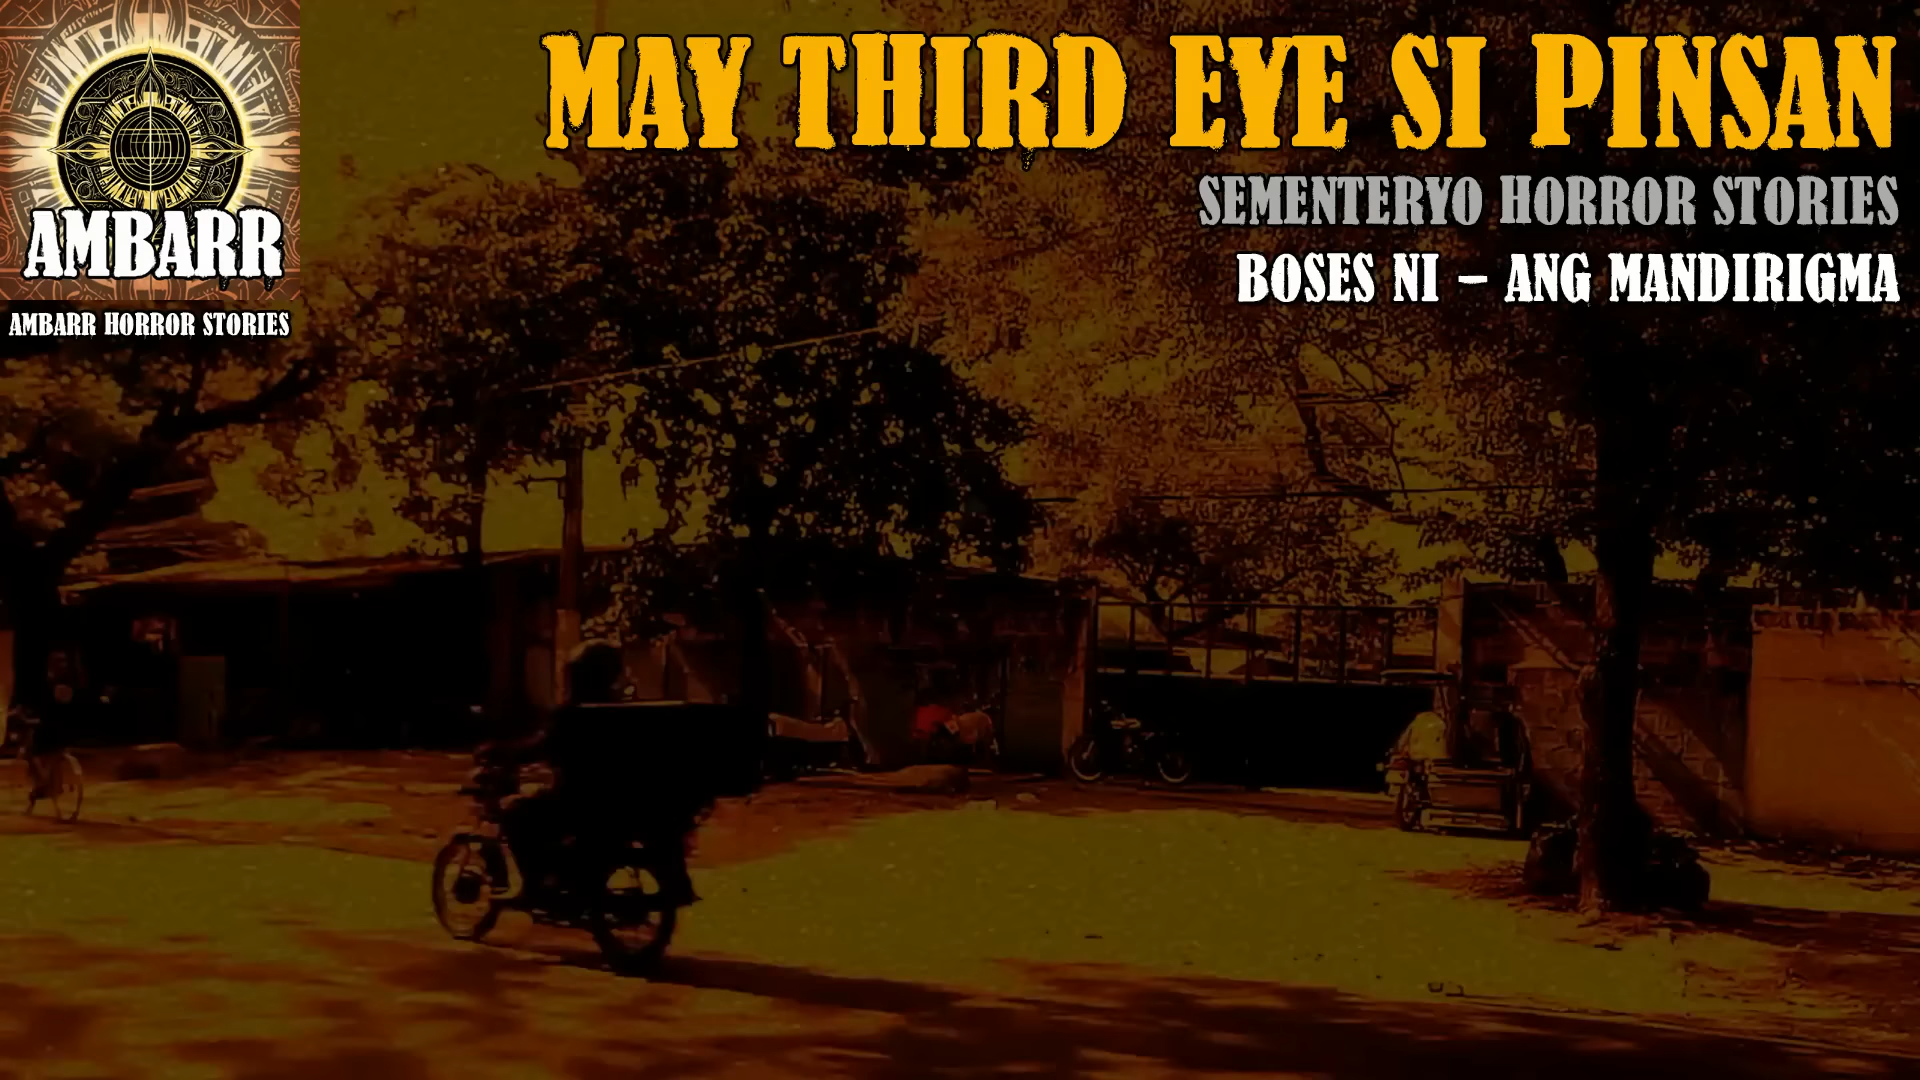 MAY THIRD EYE SI PINSAN
SEMENTERYO HORROR STORIES
BOSES NI – ANG MANDIRIGMA
AMBARR
AMBARR HORROR STORIES